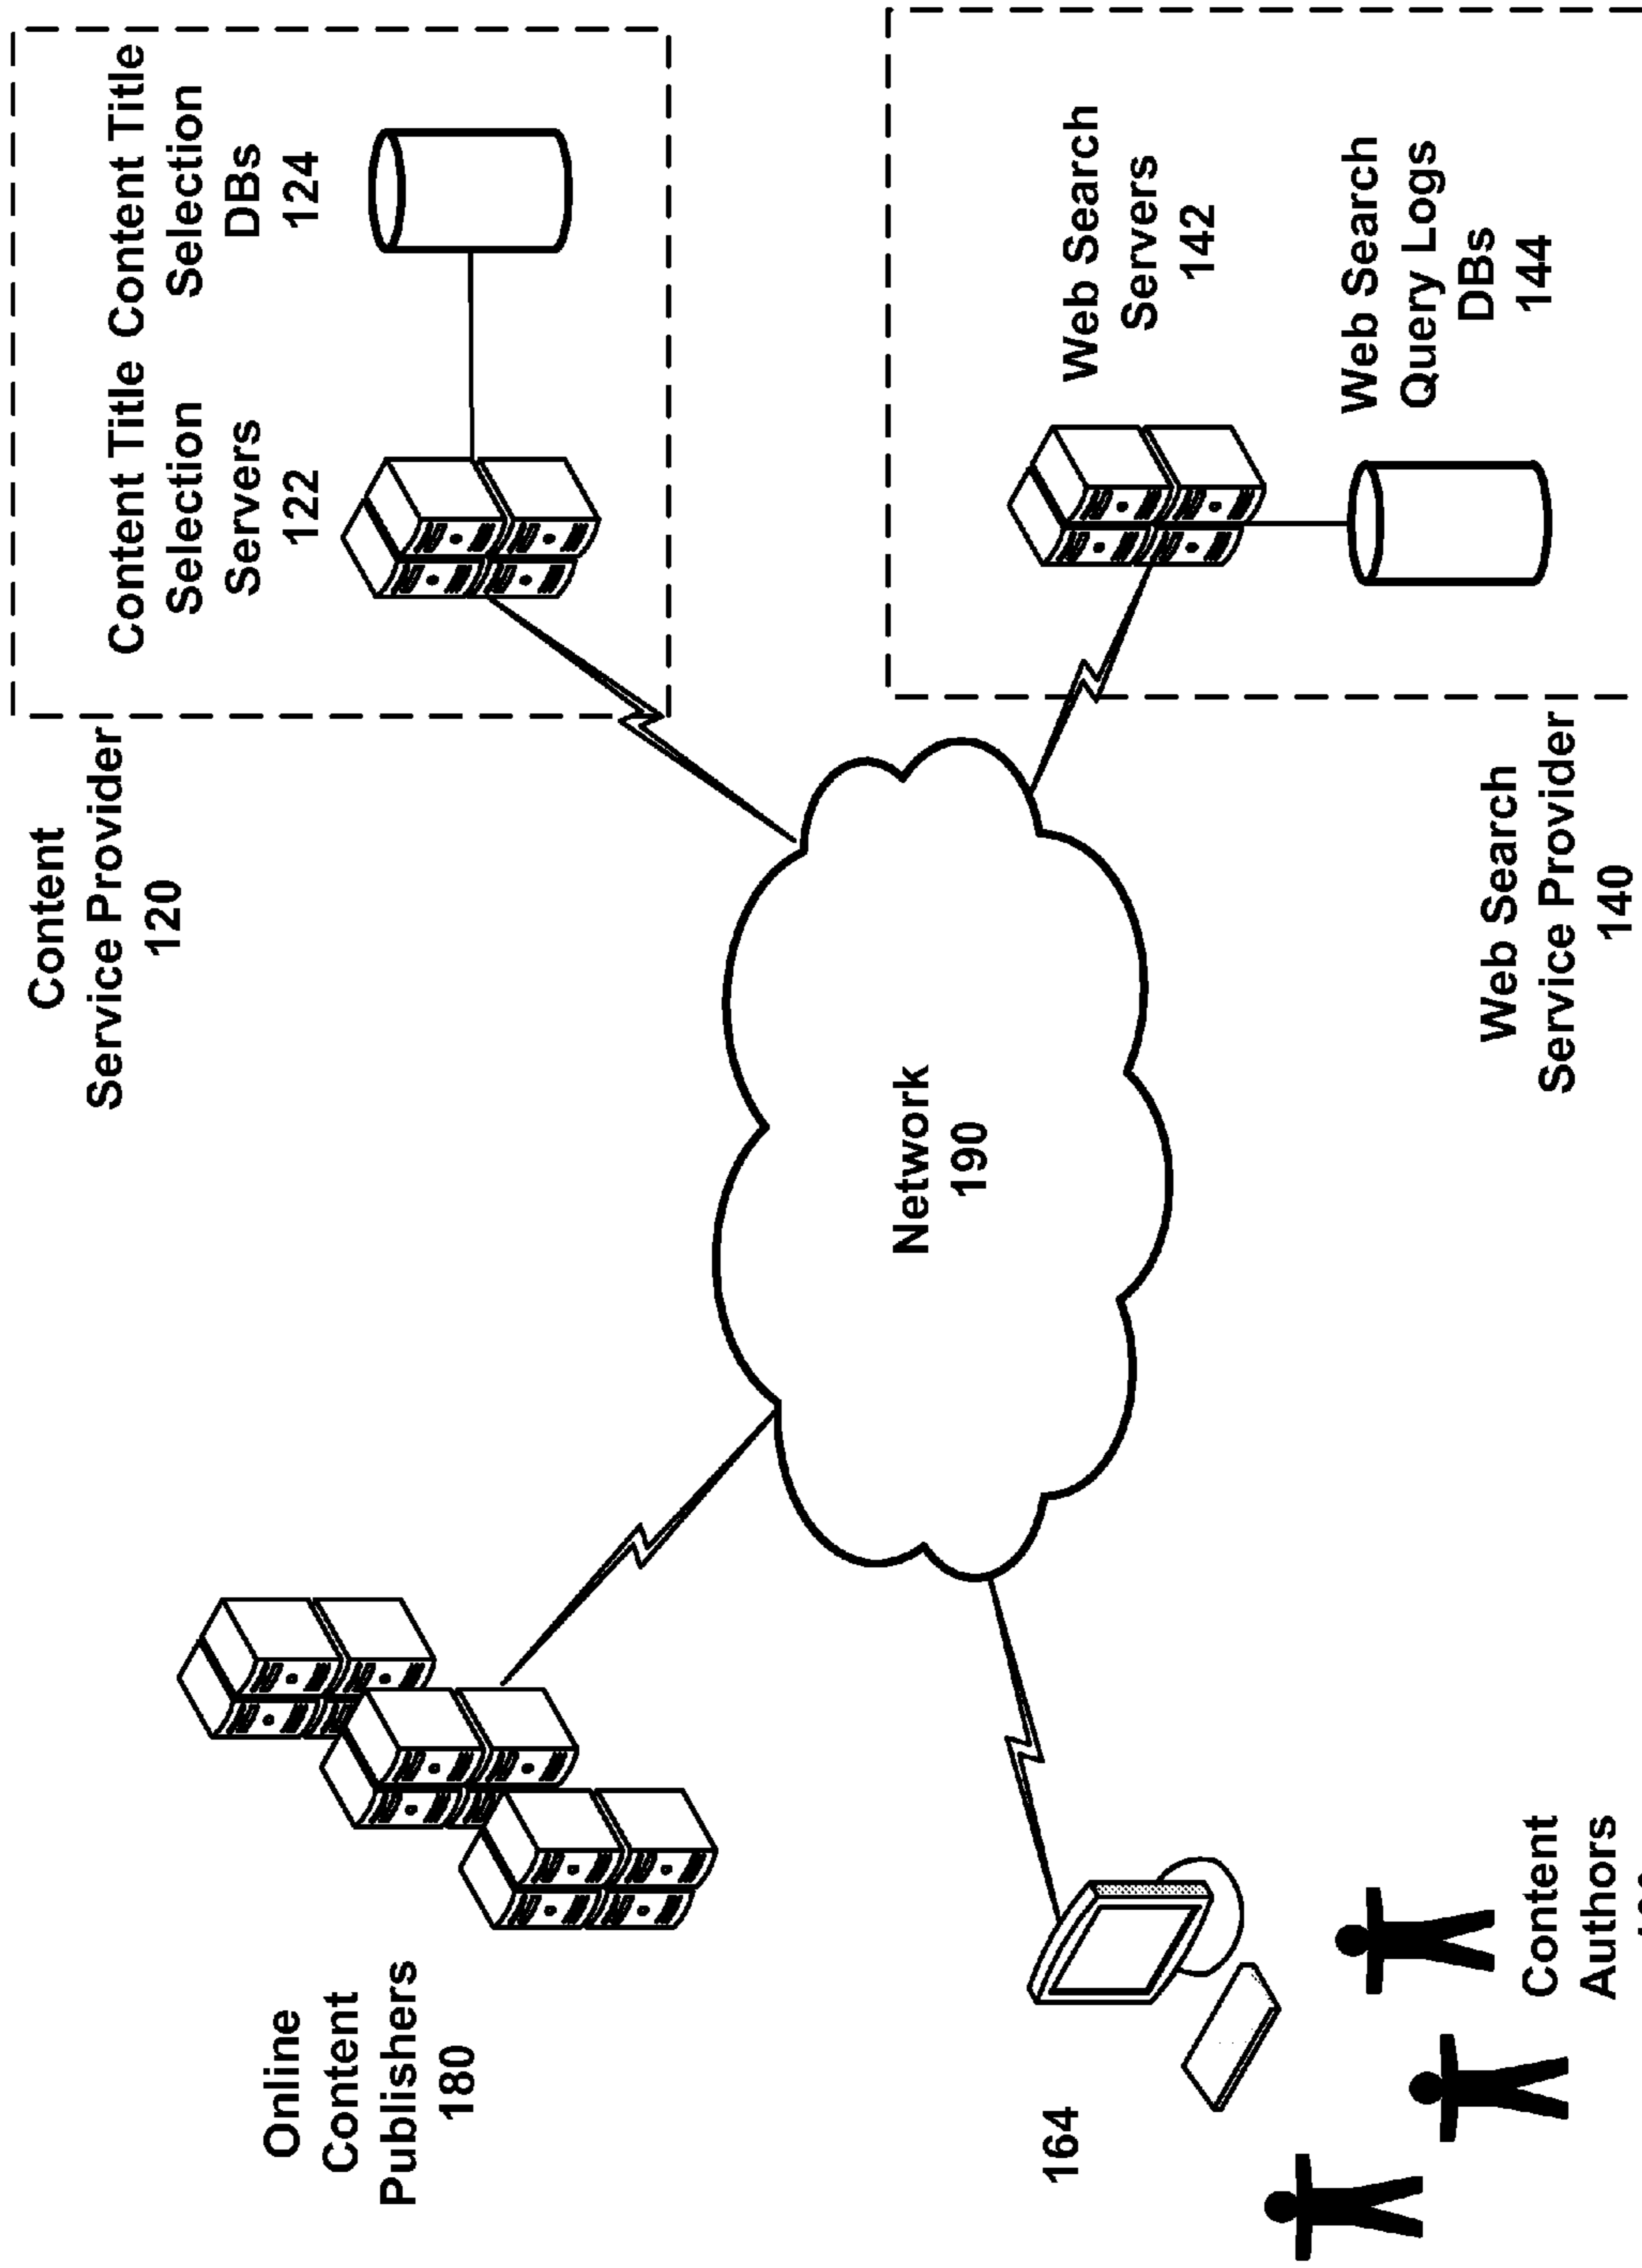 Content
Service Provider
120
Content Title
Selection
Servers
122
Content Title
Selection
DBs
124
Online
Content
Publishers
180
Network
190
Web Search
Servers
142
Web Search
Query Logs
DBs
144
Web Search
Service Provider
140
164
Content
Authors